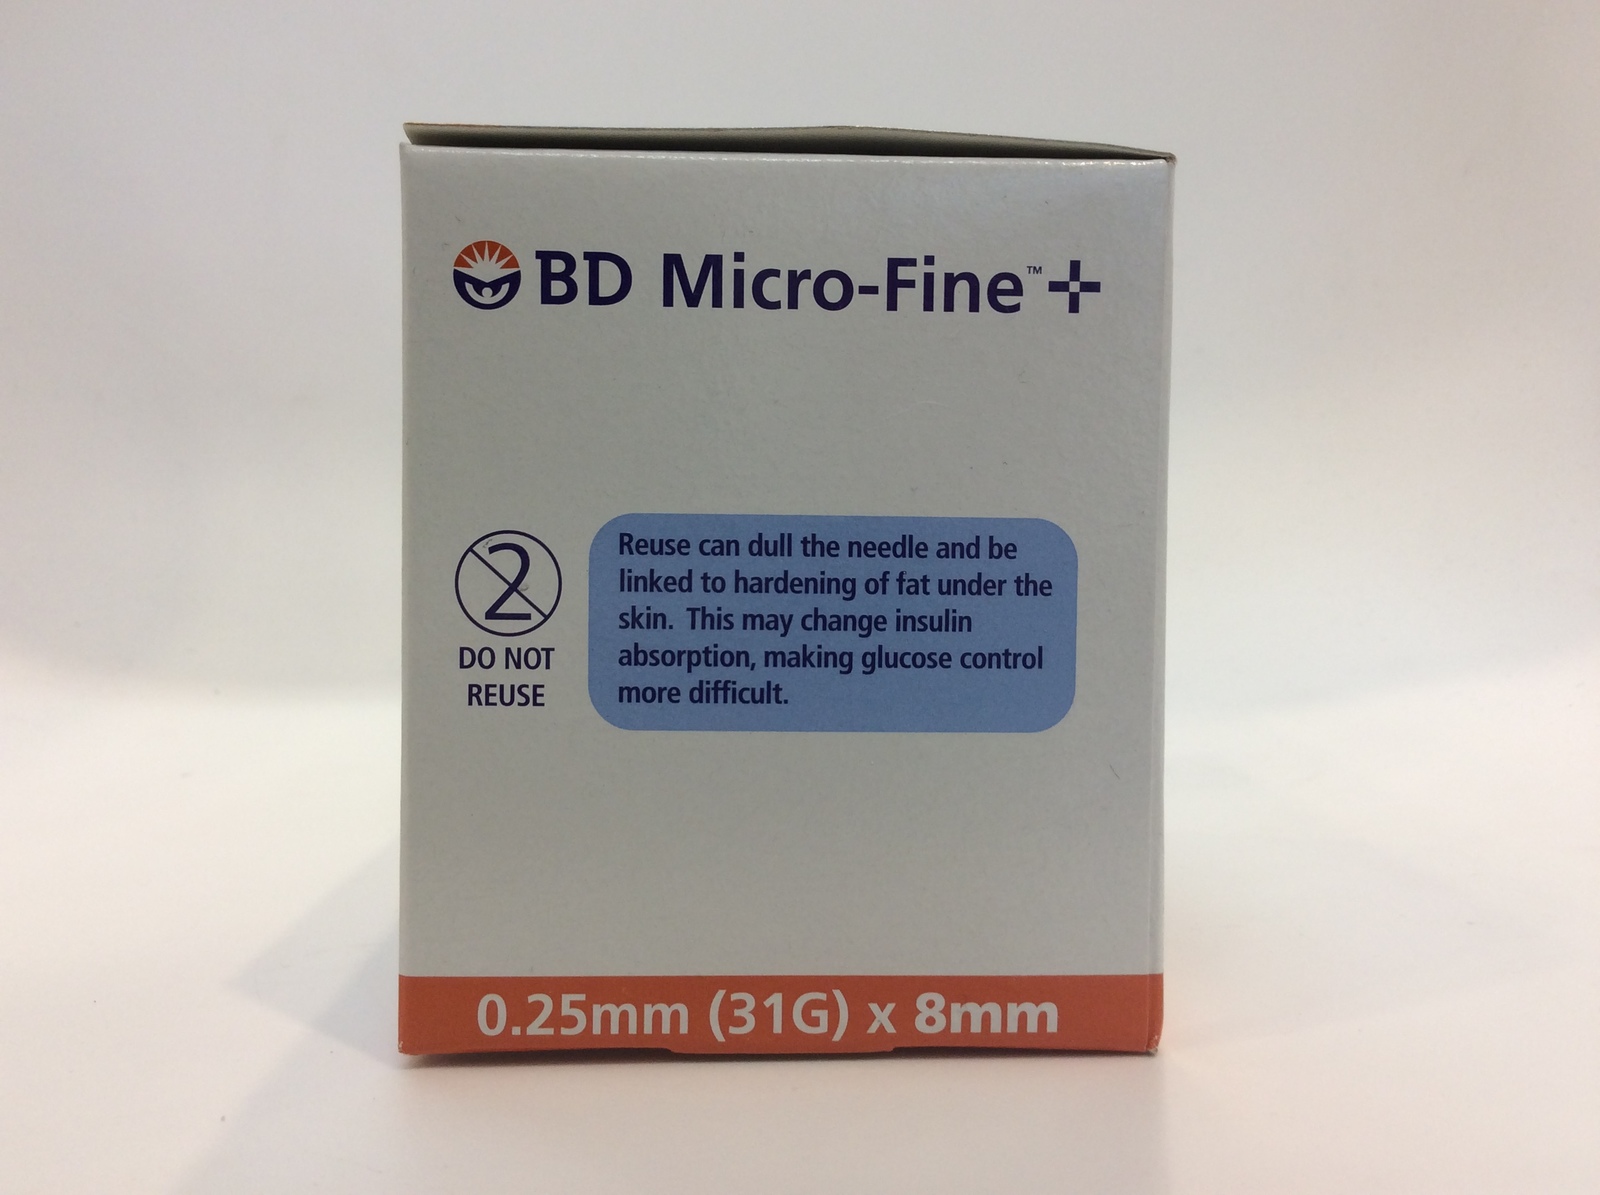 BD Micro-Fine™+
2
DO NOT
REUSE
Reuse can dull the needle and be
linked to hardening of fat under the
skin. This may change insulin
absorption, making glucose control
more difficult.
0.25mm (31G) x 8mm